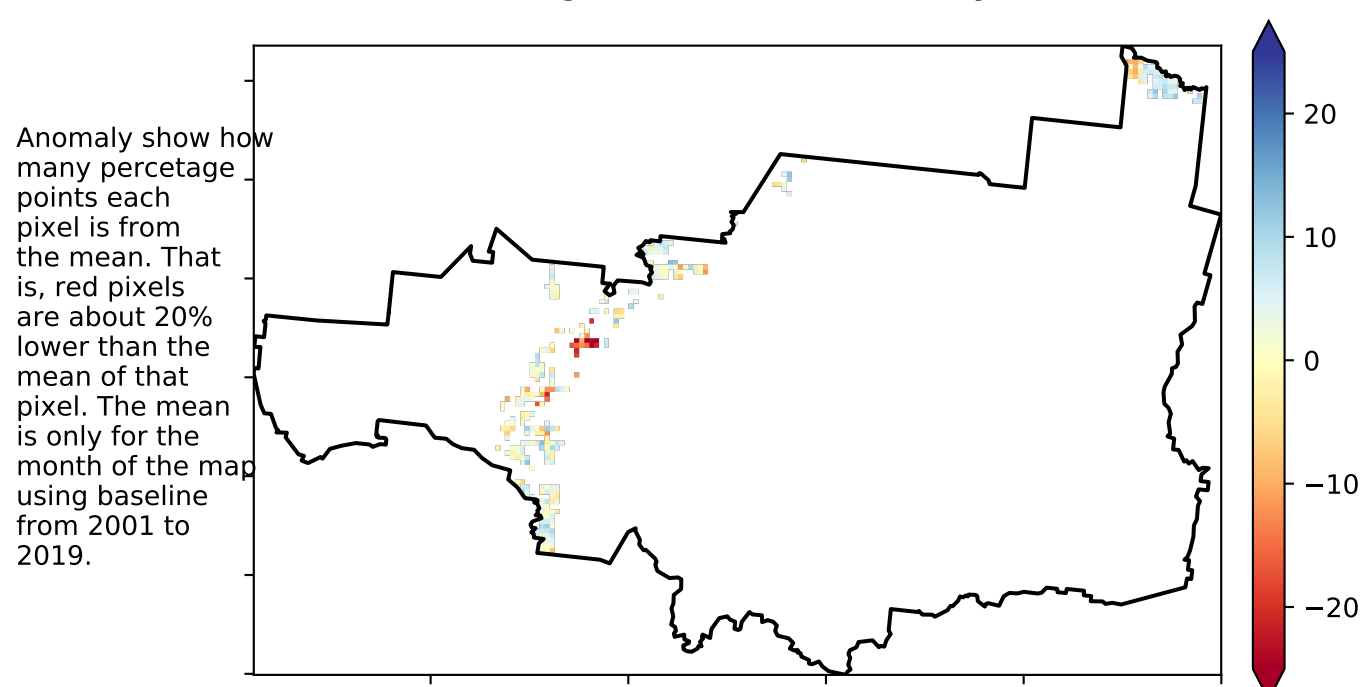 Anomaly show how
many percetage
points each
pixel is from
the mean. That
is, red pixels
are about 20%
lower than the
mean of that
pixel. The mean
is only for the
month of the map
using baseline
from 2001 to
2019.
20
10
0
−10
−20